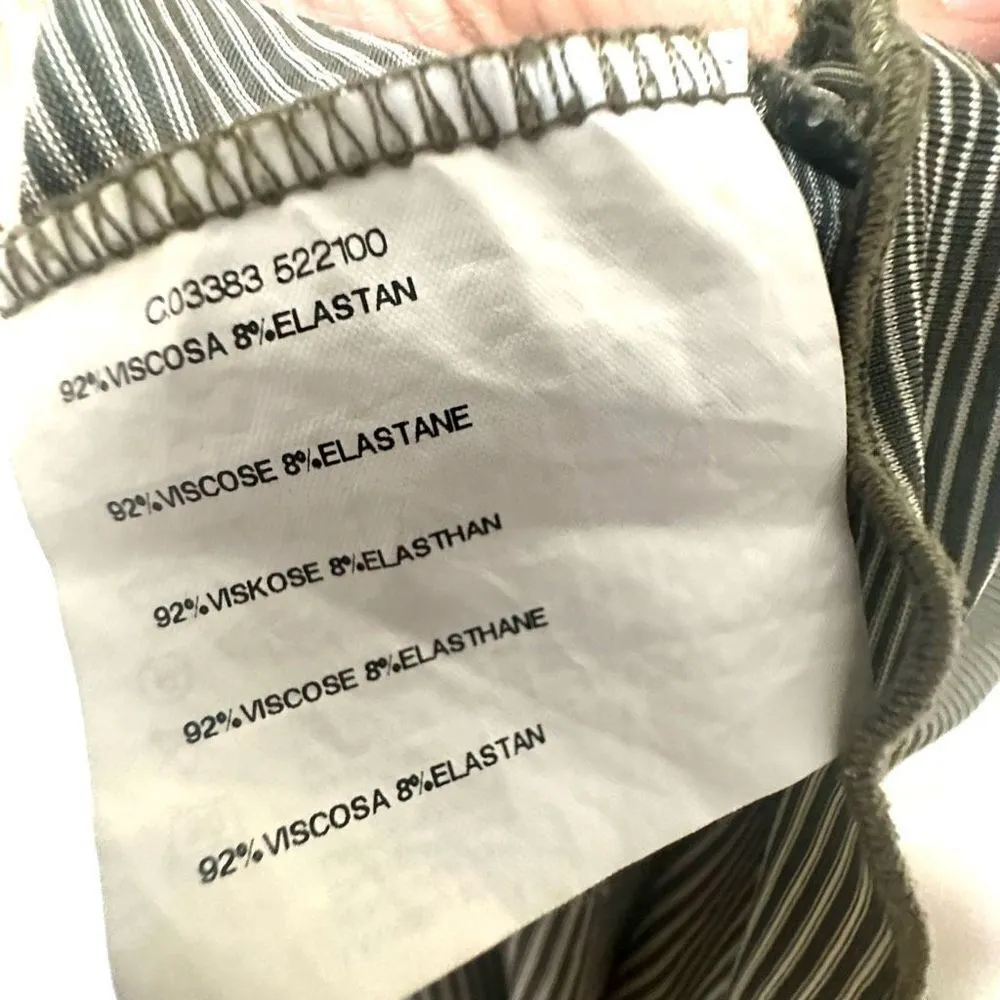 C03383 522100
92%VISCOSA 8%ELASTAN
92%VISCOSE 8%ELASTANE
92%VISKOSE 8%ELASTHAN
92%VISCOSE 8%ELASTHANE
92%VISCOSA 8%ELASTAN